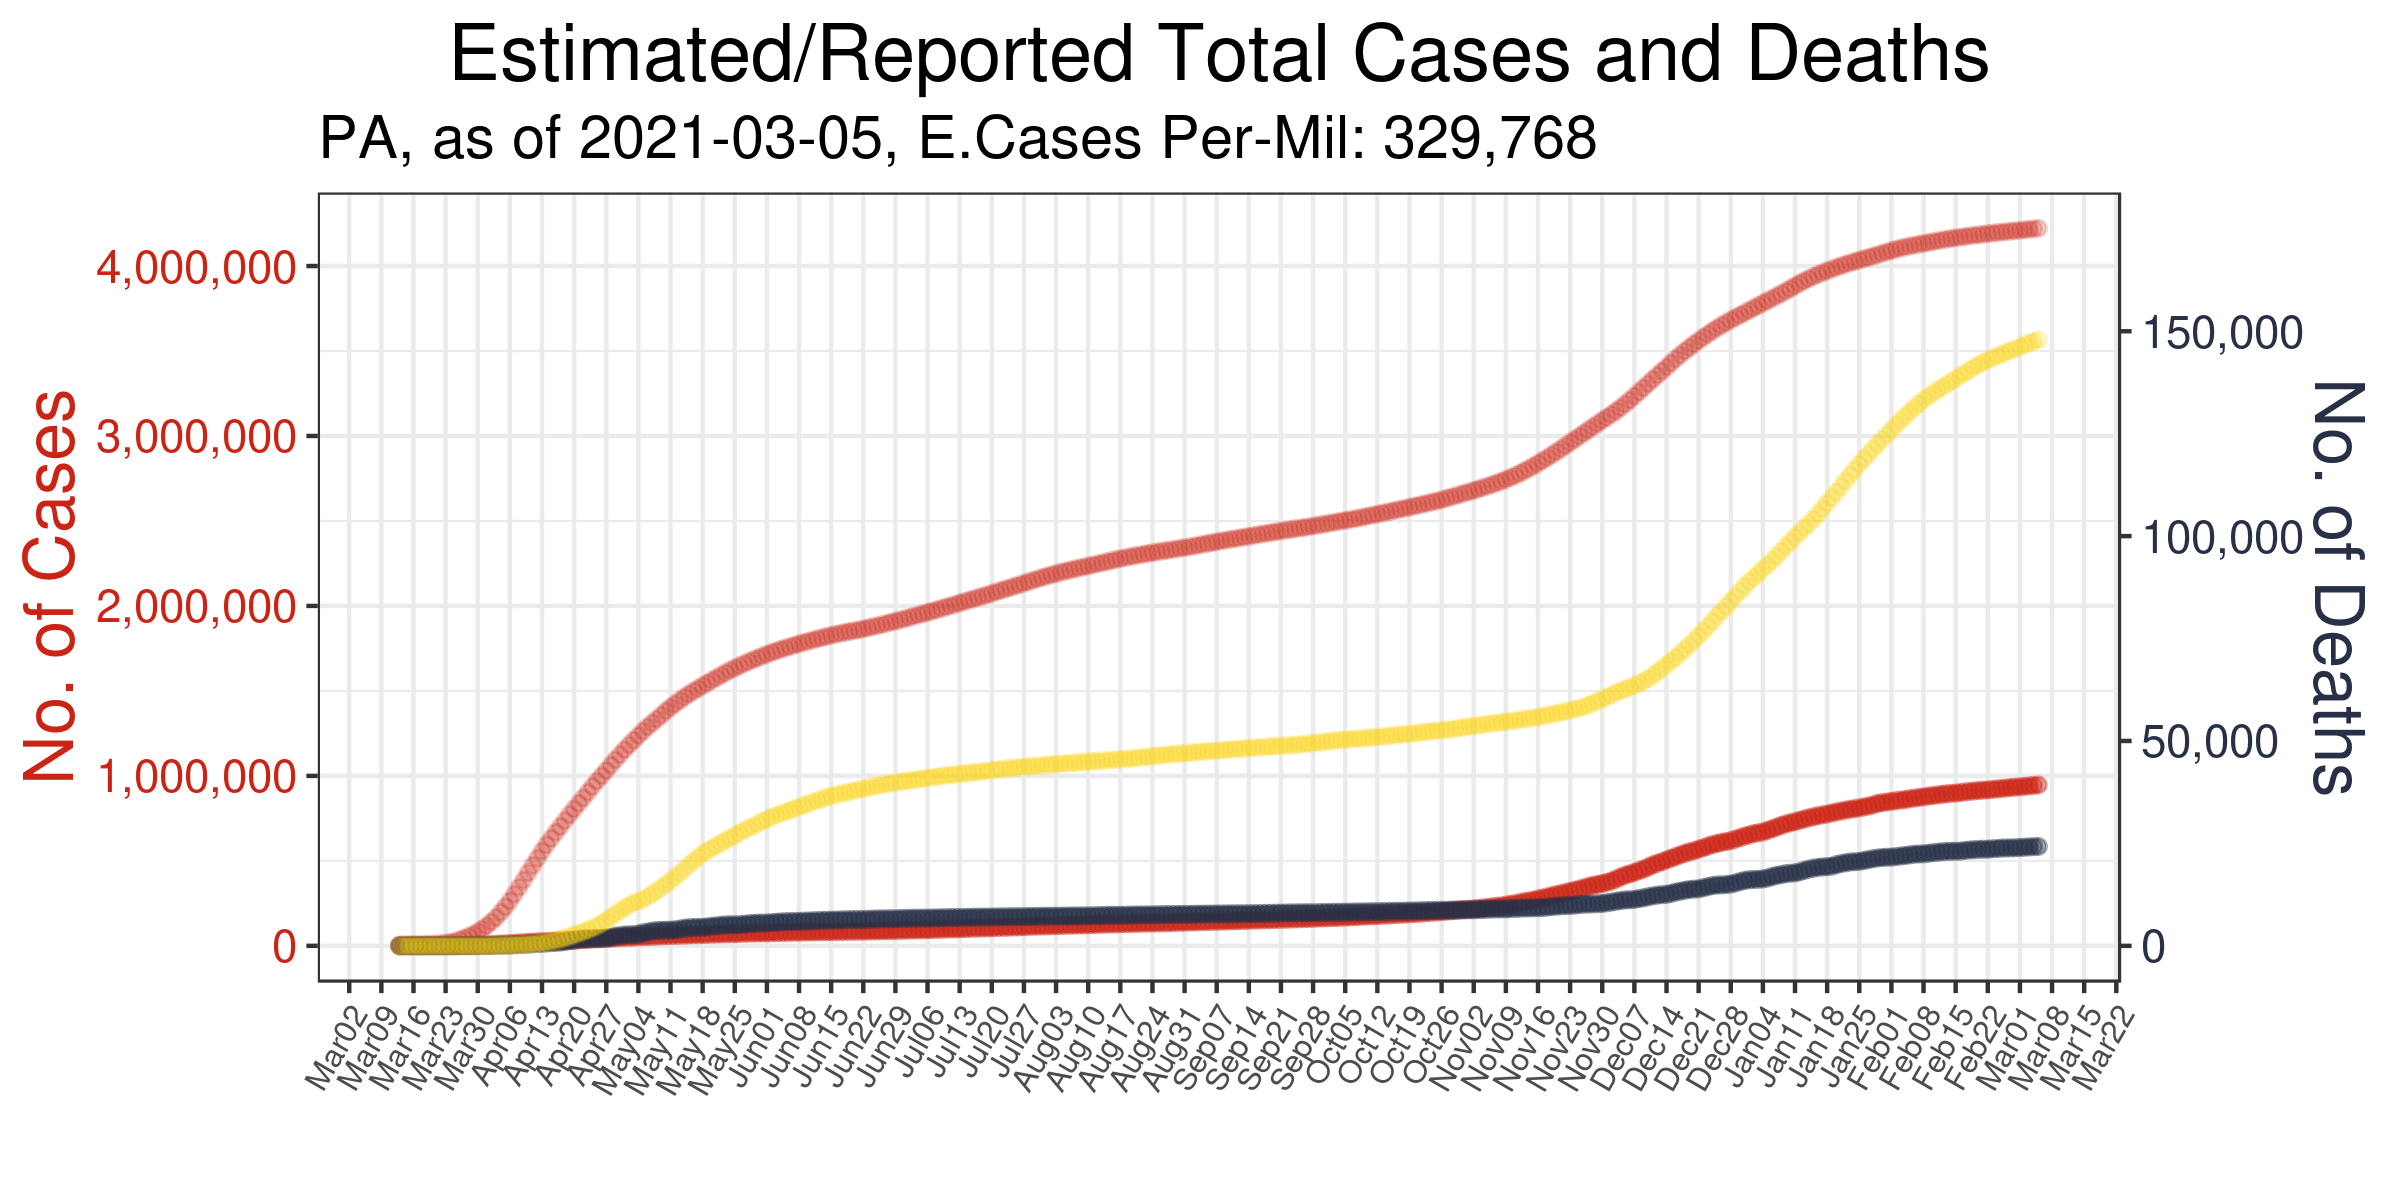 Estimated/Reported Total Cases and Deaths
PA, as of 2021-03-05, E.Cases Per-Mil: 329,768
No. of Cases
4,000,000
3,000,000
2,000,000
1,000,000
0
150,000
100,000
50,000
0
No. of Deaths
Mar02
Mar09
Mar16
Mar23
Mar30
Apr06
Apr13
Apr20
Apr27
May04
May11
May18
May25
Jun01
Jun08
Jun15
Jun22
Jun29
Jul06
Jul13
Jul20
Jul27
Aug03
Aug10
Aug17
Aug24
Aug31
Sep07
Sep14
Sep21
Sep28
Oct05
Oct12
Oct19
Oct26
Nov02
Nov09
Nov16
Nov23
Nov30
Dec07
Dec14
Dec21
Dec28
Jan04
Jan11
Jan18
Jan25
Feb01
Feb08
Feb15
Feb22
Mar01
Mar08
Mar15
Mar22